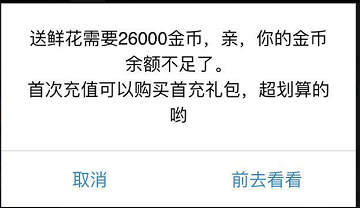 送鲜花需要26000金币，亲，你的金币
余额不足了。
首次充值可以购买首充礼包，超划算的
哟
取消
前去看看